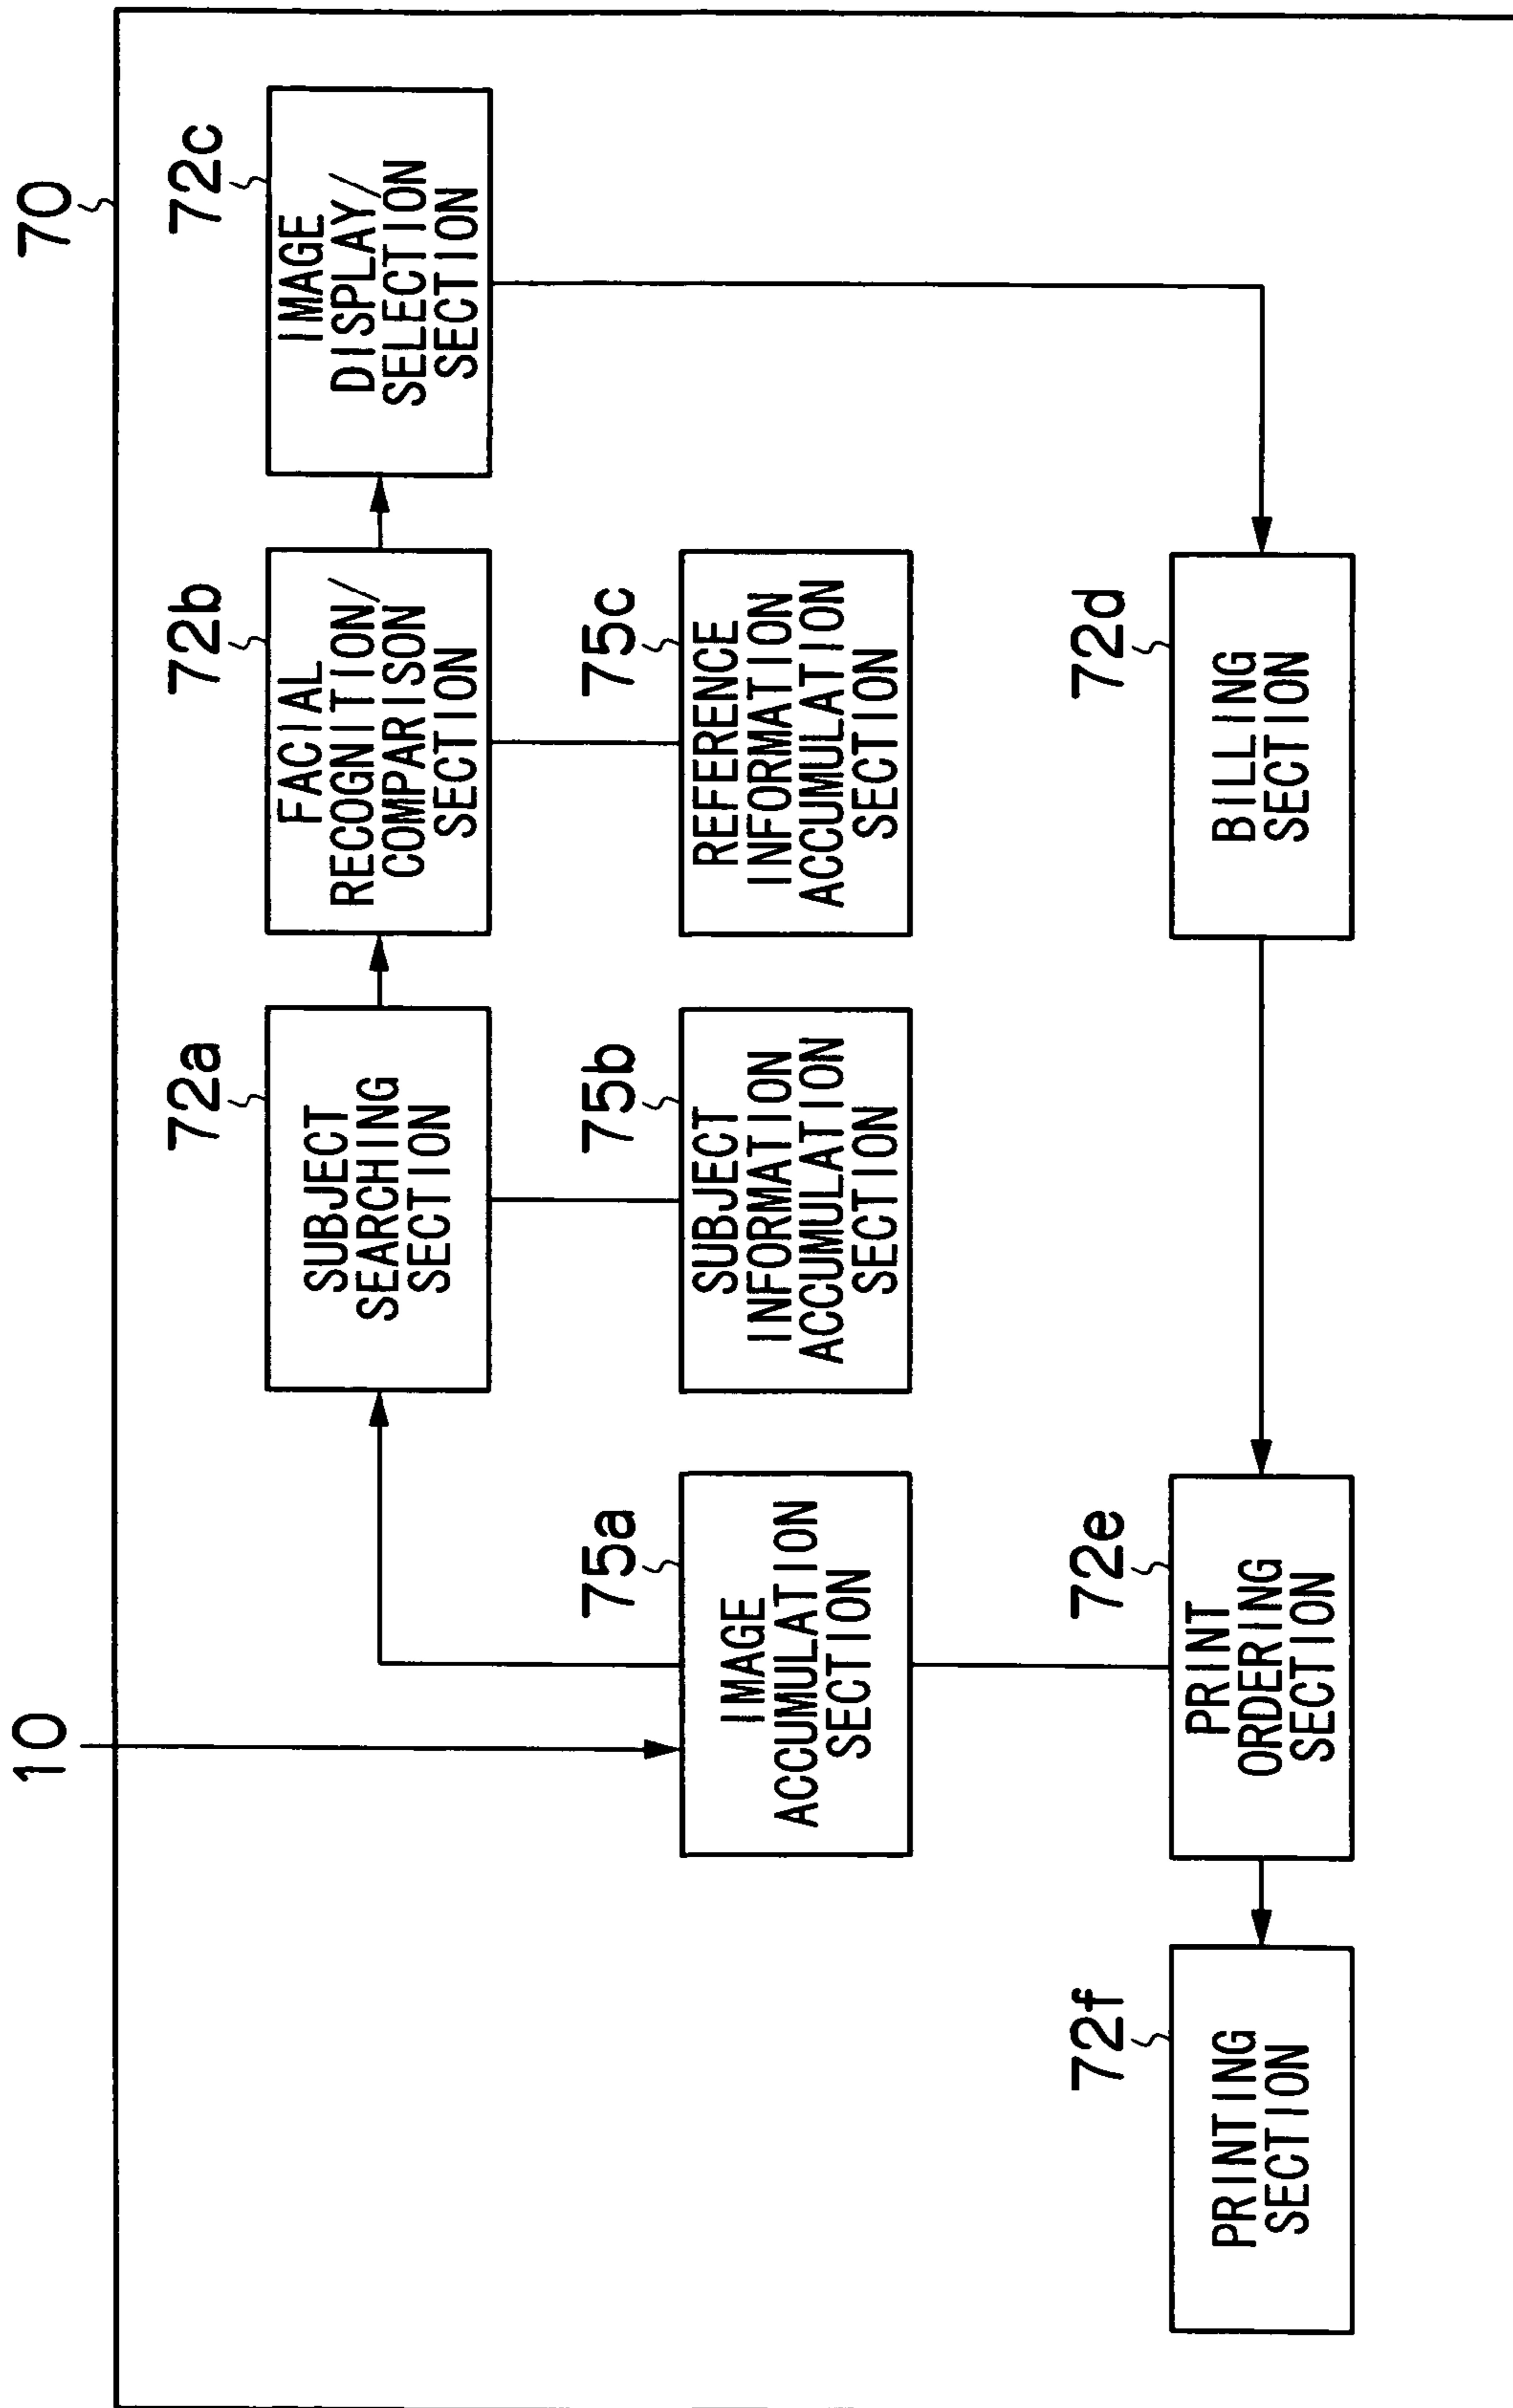 10
70
72a
72b
72c
SUBJECT
SEARCHING
SECTION
FACIAL
RECOGNITION/
COMPARISON
SECTION
IMAGE
DISPLAY/
SELECTION
SECTION
75a
75b
75c
IMAGE
ACCUMULATION
SECTION
SUBJECT
INFORMATION
ACCUMULATION
SECTION
REFERENCE
INFORMATION
ACCUMULATION
SECTION
72f
72e
72d
PRINTING
SECTION
PRINT
ORDERING
SECTION
BILLING
SECTION